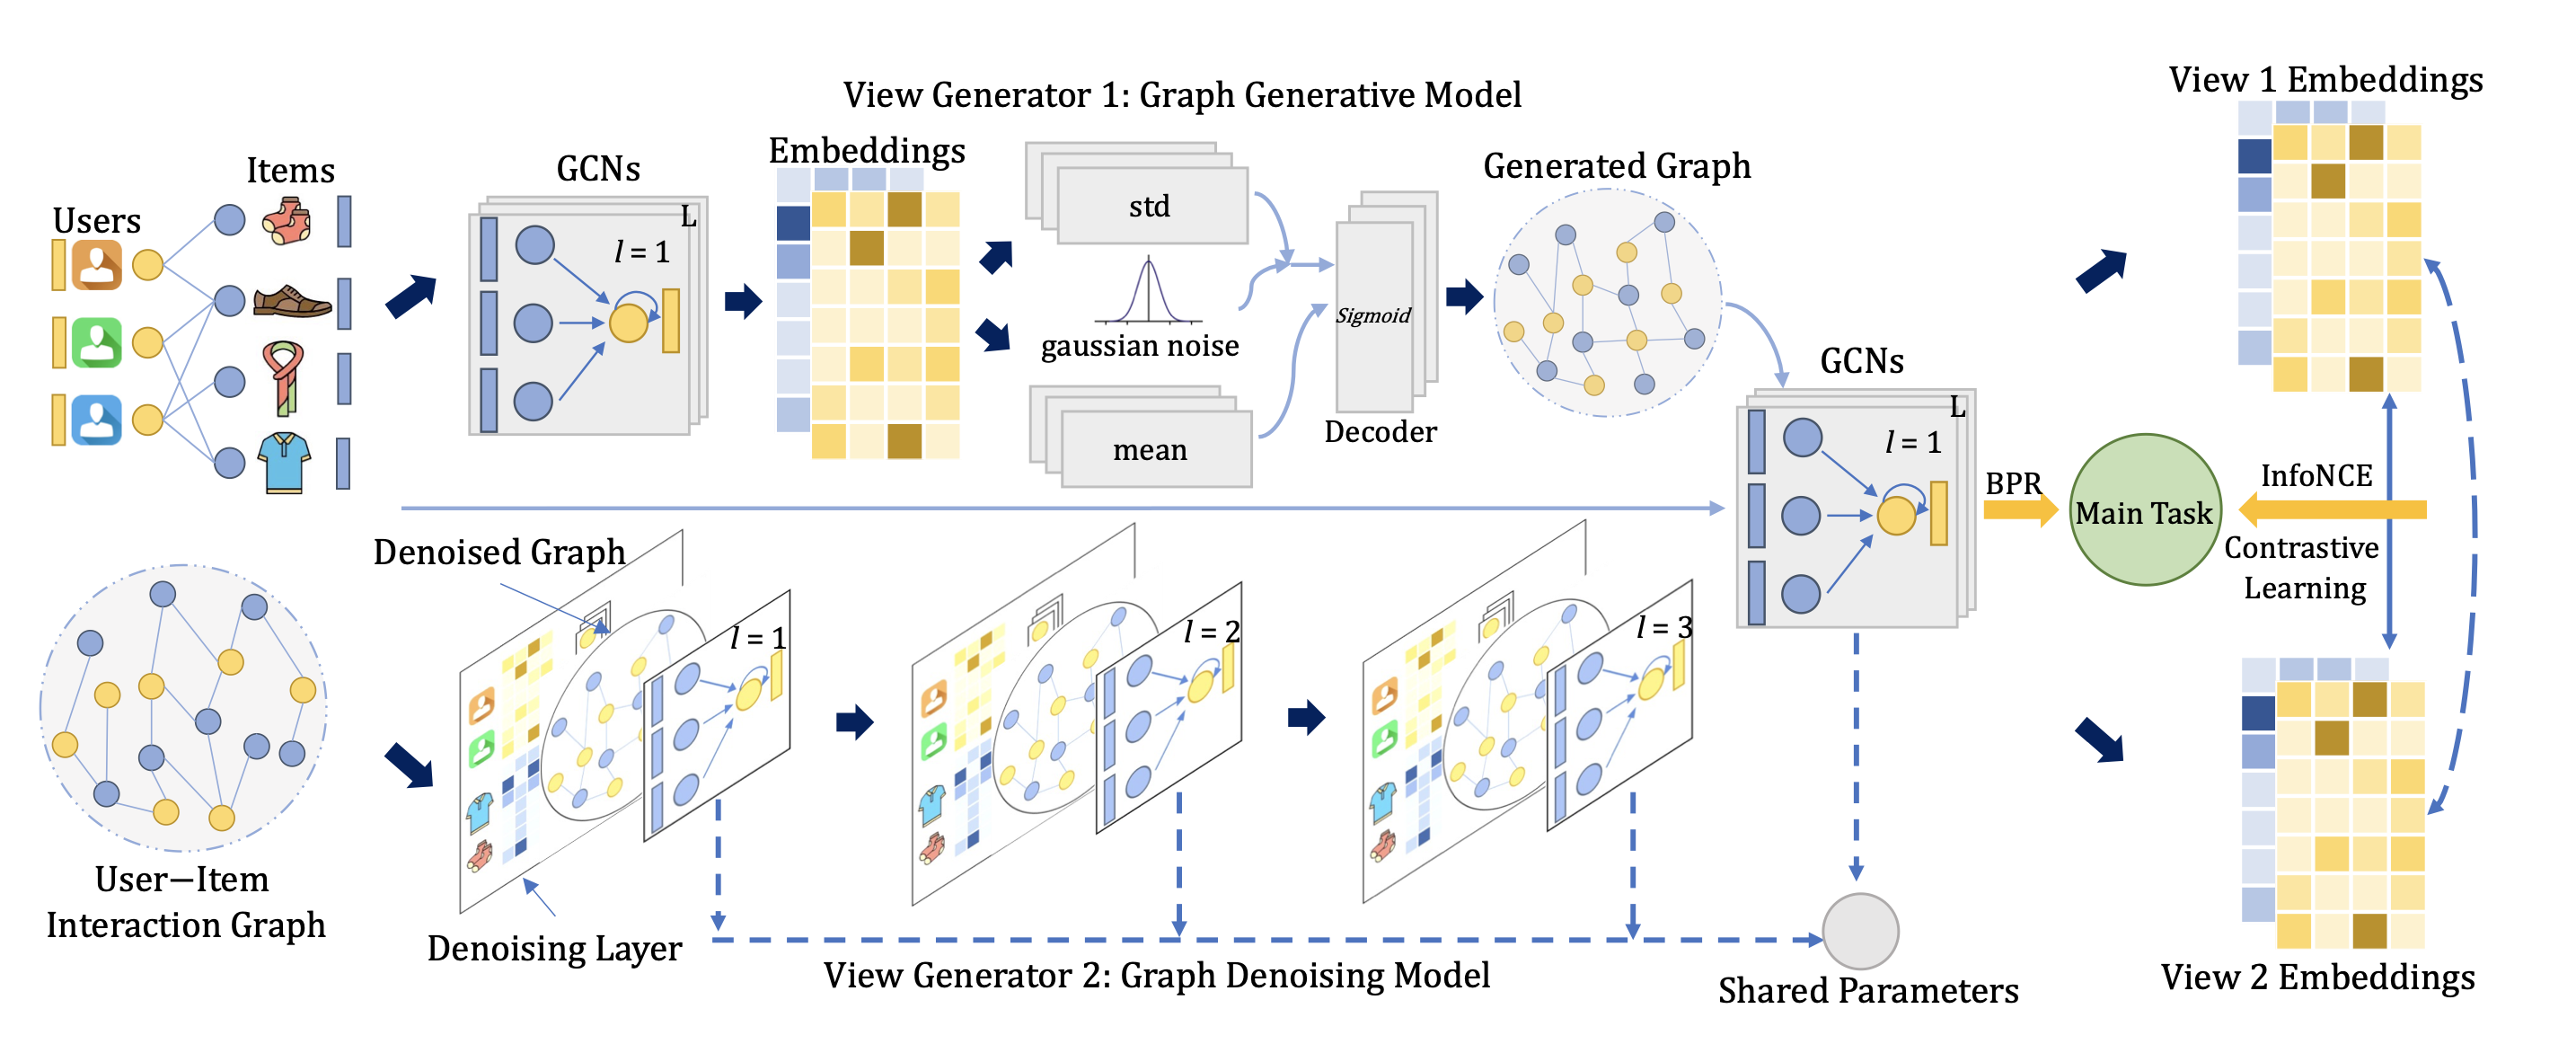 View Generator 1: Graph Generative Model
View 1 Embeddings
Users
Items
GCNs
L
l = 1
Embeddings
std
gaussian noise
mean
Sigmoid
Decoder
Generated Graph
GCNs
L
l = 1
BPR
Main Task
InfoNCE
Contrastive
Learning
Denoised Graph
l = 1
l = 2
l = 3
User—Item
Interaction Graph
Denoising Layer
View Generator 2: Graph Denoising Model
Shared Parameters
View 2 Embeddings